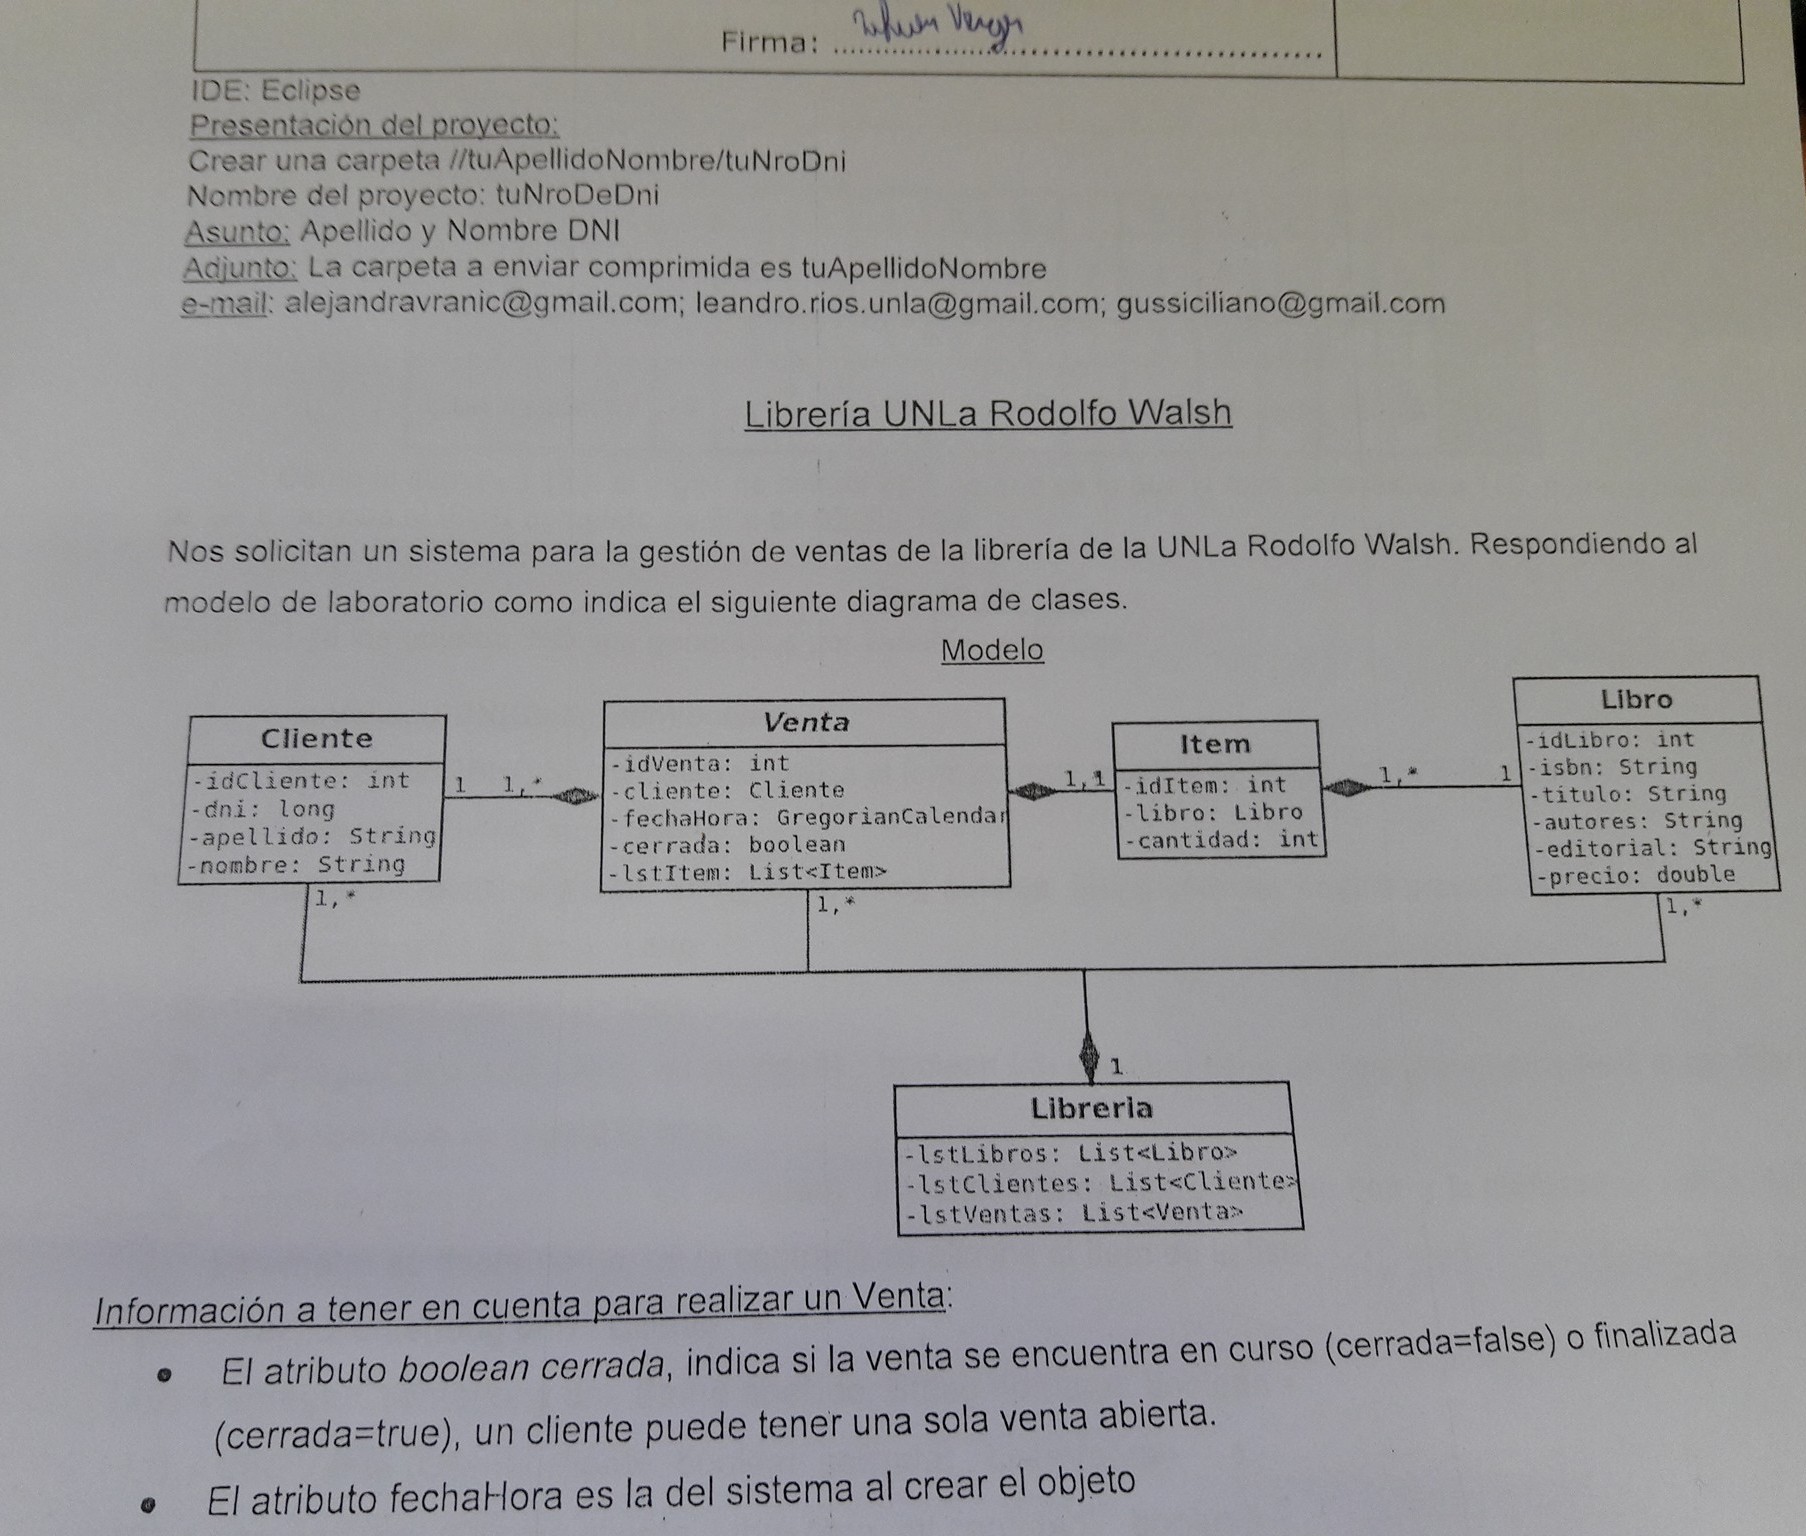 Firma:
IDE: Eclipse
Presentación del proyecto:
Crear una carpeta //tuApellidoNombre/tuNroDni
Nombre del proyecto: tuNroDeDni
Asunto: Apellido y Nombre DNI
Adjunto: La carpeta a enviar comprimida es tuApellidoNombre
e-mail: alejandravranic@gmail.com; leandro.rios.unla@gmail.com; gussiciliano@gmail.com
Librería UNLa Rodolfo Walsh
Nos solicitan un sistema para la gestión de ventas de la librería de la UNLa Rodolfo Walsh. Respondiendo al
modelo de laboratorio como indica el siguiente diagrama de clases.
Modelo
Cliente
-idCliente: int
-dni: long
-apellido: String
-nombre: String
1 1,*
1,*
Venta
-idVenta: int
-cliente: Cliente
-fechaHora: GregorianCalendar
-cerrada: boolean
-lstItem: List<Item>
1,1
1,*
Item
-idItem: int
-libro: Libro
-cantidad: int
1,* 1
Libro
-idLibro: int
-isbn: String
-titulo: String
-autores: String
-editorial: String
-precio: double
1,*
1
Libreria
-lstLibros: List<Libro>
-lstClientes: List<Cliente>
-lstVentas: List<Venta>
Información a tener en cuenta para realizar un Venta:
• El atributo boolean cerrada, indica si la venta se encuentra en curso (cerrada=false) o finalizada
(cerrada=true), un cliente puede tener una sola venta abierta.
• El atributo fechaHora es la del sistema al crear el objeto